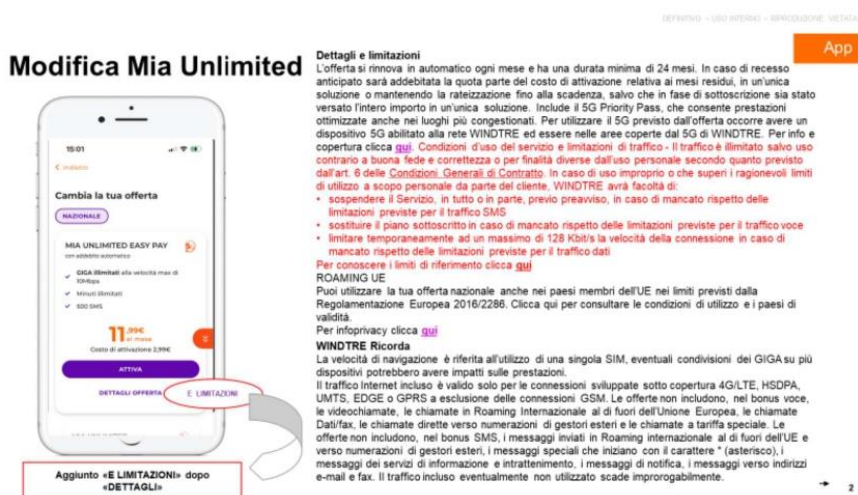 DEFINITIVO – USO INTERNO – RIPRODUZIONE VIETATA
App
Modifica Mia Unlimited
15:01
< Indietro
Cambia la tua offerta
NAZIONALE
MIA UNLIMITED EASY PAY
con addebito automatico
GIGA illimitati alla velocità max di
10Mbps
Minuti illimitati
500 SMS
11,99€
al mese
Costo di attivazione 2,99€
ATTIVA
DETTAGLI OFFERTA E LIMITAZIONI
Aggiunto «E LIMITAZIONI» dopo
«DETTAGLI»
Dettagli e limitazioni
L'offerta si rinnova in automatico ogni mese e ha una durata minima di 24 mesi. In caso di recesso
anticipato sarà addebitata la quota parte del costo di attivazione relativa ai mesi residui, in un'unica
soluzione o mantenendo la rateizzazione fino alla scadenza, salvo che in fase di sottoscrizione sia stato
versato l'intero importo in un'unica soluzione. Include il 5G Priority Pass, che consente prestazioni
ottimizzate anche nei luoghi più congestionati. Per utilizzare il 5G previsto dall'offerta occorre avere un
dispositivo 5G abilitato alla rete WINDTRE ed essere nelle aree coperte dal 5G di WINDTRE. Per info e
copertura clicca qui. Condizioni d'uso del servizio e limitazioni di traffico - Il traffico è illimitato salvo uso
contrario a buona fede e correttezza o per finalità diverse dall'uso personale secondo quanto previsto
dall'art. 6 delle Condizioni Generali di Contratto. In caso di uso improprio o che superi i ragionevoli limiti
di utilizzo a scopo personale da parte del cliente, WINDTRE avrà facoltà di:
• sospendere il Servizio, in tutto o in parte, previo preavviso, in caso di mancato rispetto delle
limitazioni previste per il traffico SMS
• sostituire il piano sottoscritto in caso di mancato rispetto delle limitazioni previste per il traffico voce
• limitare temporaneamente ad un massimo di 128 Kbit/s la velocità della connessione in caso di
mancato rispetto delle limitazioni previste per il traffico dati
Per conoscere i limiti di riferimento clicca qui
ROAMING UE
Puoi utilizzare la tua offerta nazionale anche nei paesi membri dell'UE nei limiti previsti dalla
Regolamentazione Europea 2016/2286. Clicca qui per consultare le condizioni di utilizzo e i paesi di
validità.
Per infoprivacy clicca qui
WINDTRE Ricorda
La velocità di navigazione è riferita all'utilizzo di una singola SIM, eventuali condivisioni dei GIGA su più
dispositivi potrebbero avere impatti sulle prestazioni.
Il traffico Internet incluso è valido solo per le connessioni sviluppate sotto copertura 4G/LTE, HSDPA,
UMTS, EDGE o GPRS a esclusione delle connessioni GSM. Le offerte non includono, nel bonus voce,
le videochiamate, le chiamate in Roaming Internazionale al di fuori dell'Unione Europea, le chiamate
Dati/fax, le chiamate dirette verso numerazioni di gestori esteri e le chiamate a tariffa speciale. Le
offerte non includono, nel bonus SMS, i messaggi inviati in Roaming internazionale al di fuori dell'UE e
verso numerazioni di gestori esteri, i messaggi speciali che iniziano con il carattere * (asterisco), i
messaggi dei servizi di informazione e intrattenimento, i messaggi di notifica, i messaggi verso indirizzi
e-mail e fax. Il traffico incluso eventualmente non utilizzato scade improrogabilmente.
2